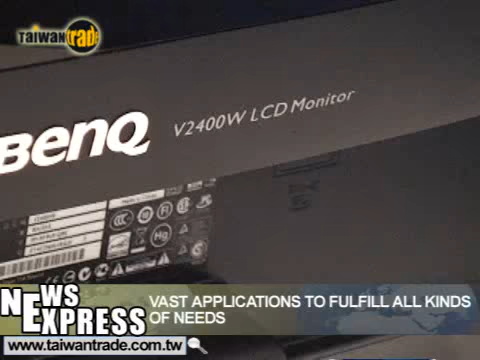 TAIWANTRADE
BenQ
V2400W LCD Monitor
Hg
NEWS
EXPRESS
VAST APPLICATIONS TO FULFILL ALL KINDS
OF NEEDS
www.taiwantrade.com.tw